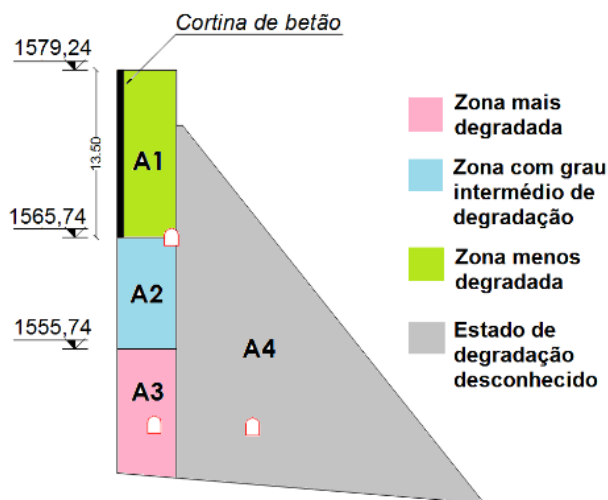 Cortina de betão
1579,24
13.50
A1
1565,74
A2
1555,74
A3
A4
Zona mais
degradada
Zona com grau
intermédio de
degradação
Zona menos
degradada
Estado de
degradação
desconhecido